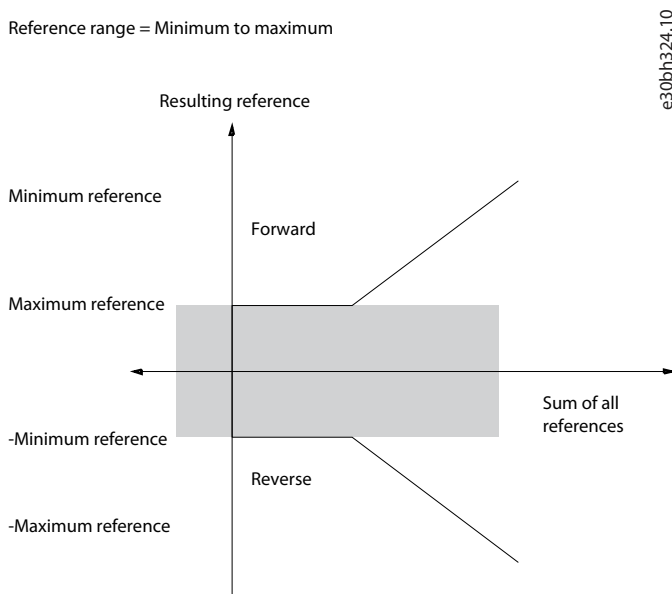 Reference range = Minimum to maximum
e30bh324.10
Resulting reference
Minimum reference
Forward
Maximum reference
Sum of all
references
-Minimum reference
Reverse
-Maximum reference